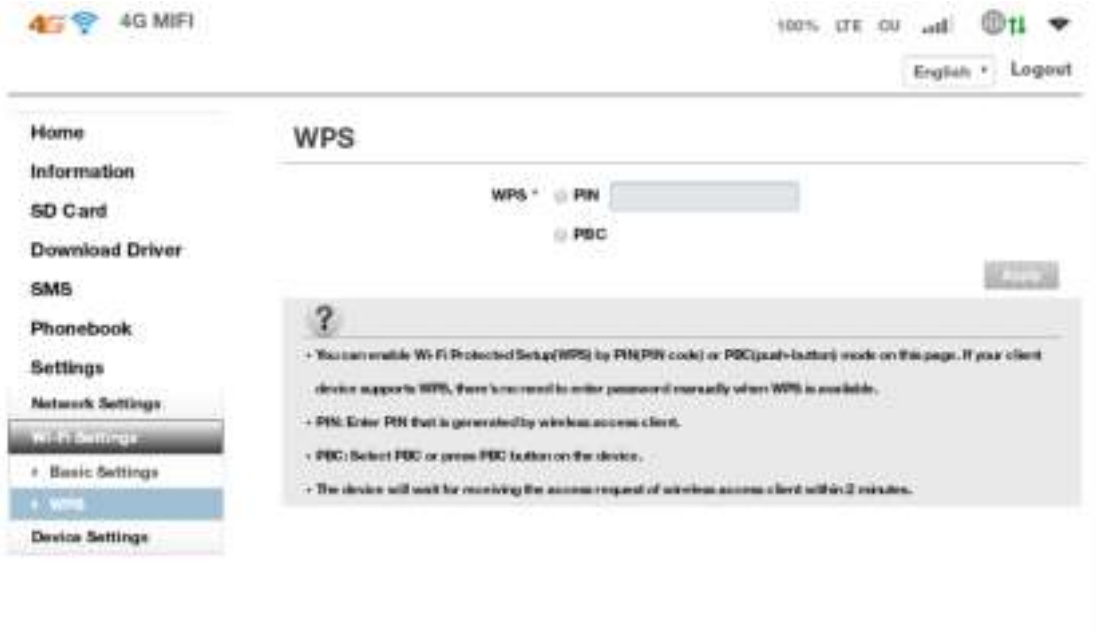 4G 4G MIFI
100% LTE CU
English Logout
Home
Information
SD Card
Download Driver
SMS
Phonebook
Settings
Network Settings
Wi-Fi Settings
Basic Settings
WPS
Device Settings
WPS
WPS * PIN
PBC
Apply
?
• You can enable Wi-Fi Protected Setup(WPS) by PIN(PIN code) or PBC(push-button) mode on this page. If your client
device supports WPS, there's no need to enter password manually when WPS is available.
• PIN: Enter PIN that is generated by wireless access client.
• PBC: Select PBC or press PBC button on the device.
• The device will wait for receiving the access request of wireless access client within 2 minutes.